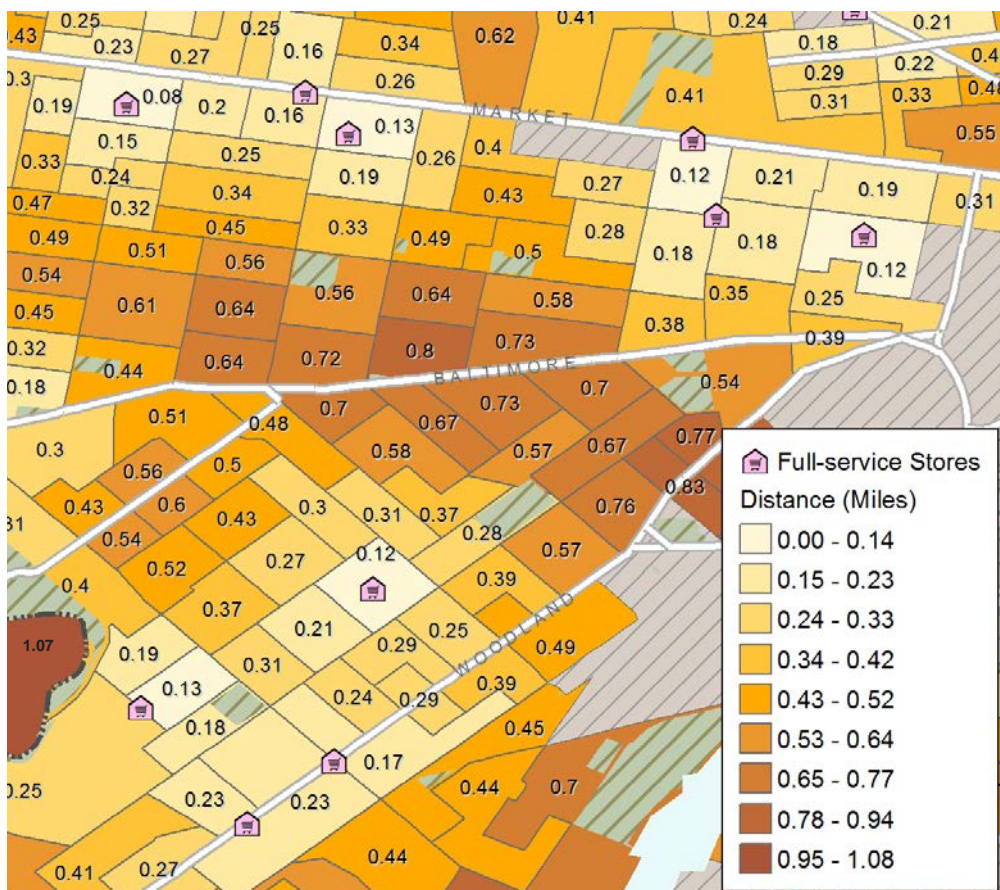 0.25 0.25 0.41 0.24 0.21
0.43 0.23 0.27 0.16 0.34 0.62 0.18
0.3 0.26 0.29 0.22 0.4
0.19 0.08 0.2 0.16 0.13 MARKET 0.41 0.31 0.33 0.48
0.15 0.26 0.4 0.55
0.33 0.25 0.19 0.27 0.12 0.21 0.19
0.24 0.34 0.43 0.31
0.47 0.32 0.45 0.33 0.49 0.28
0.49 0.51 0.5 0.18 0.18 0.12
0.54 0.56 0.56 0.64 0.58 0.35 0.25
0.45 0.61 0.64 0.38
0.32 0.64 0.72 0.8 0.73 0.39
0.44 BALTIMORE
0.18 0.7 0.54
0.51 0.48 0.7 0.67 0.73
0.3 0.58 0.57 0.67 0.77
0.56 0.5
0.43 0.6 0.43 0.3 0.31 0.37 0.76 0.83
0.54 0.28 0.57
0.52 0.27 0.12
0.4 0.37 0.39
0.21 0.25 WOODLAND
1.07 0.19 0.31 0.29 0.49
0.13 0.24 0.29 0.39
0.18 0.45
0.17
0.25 0.23 0.23 0.44 0.7
0.41 0.27 0.44
Full-service Stores
Distance (Miles)
0.00 - 0.14
0.15 - 0.23
0.24 - 0.33
0.34 - 0.42
0.43 - 0.52
0.53 - 0.64
0.65 - 0.77
0.78 - 0.94
0.95 - 1.08